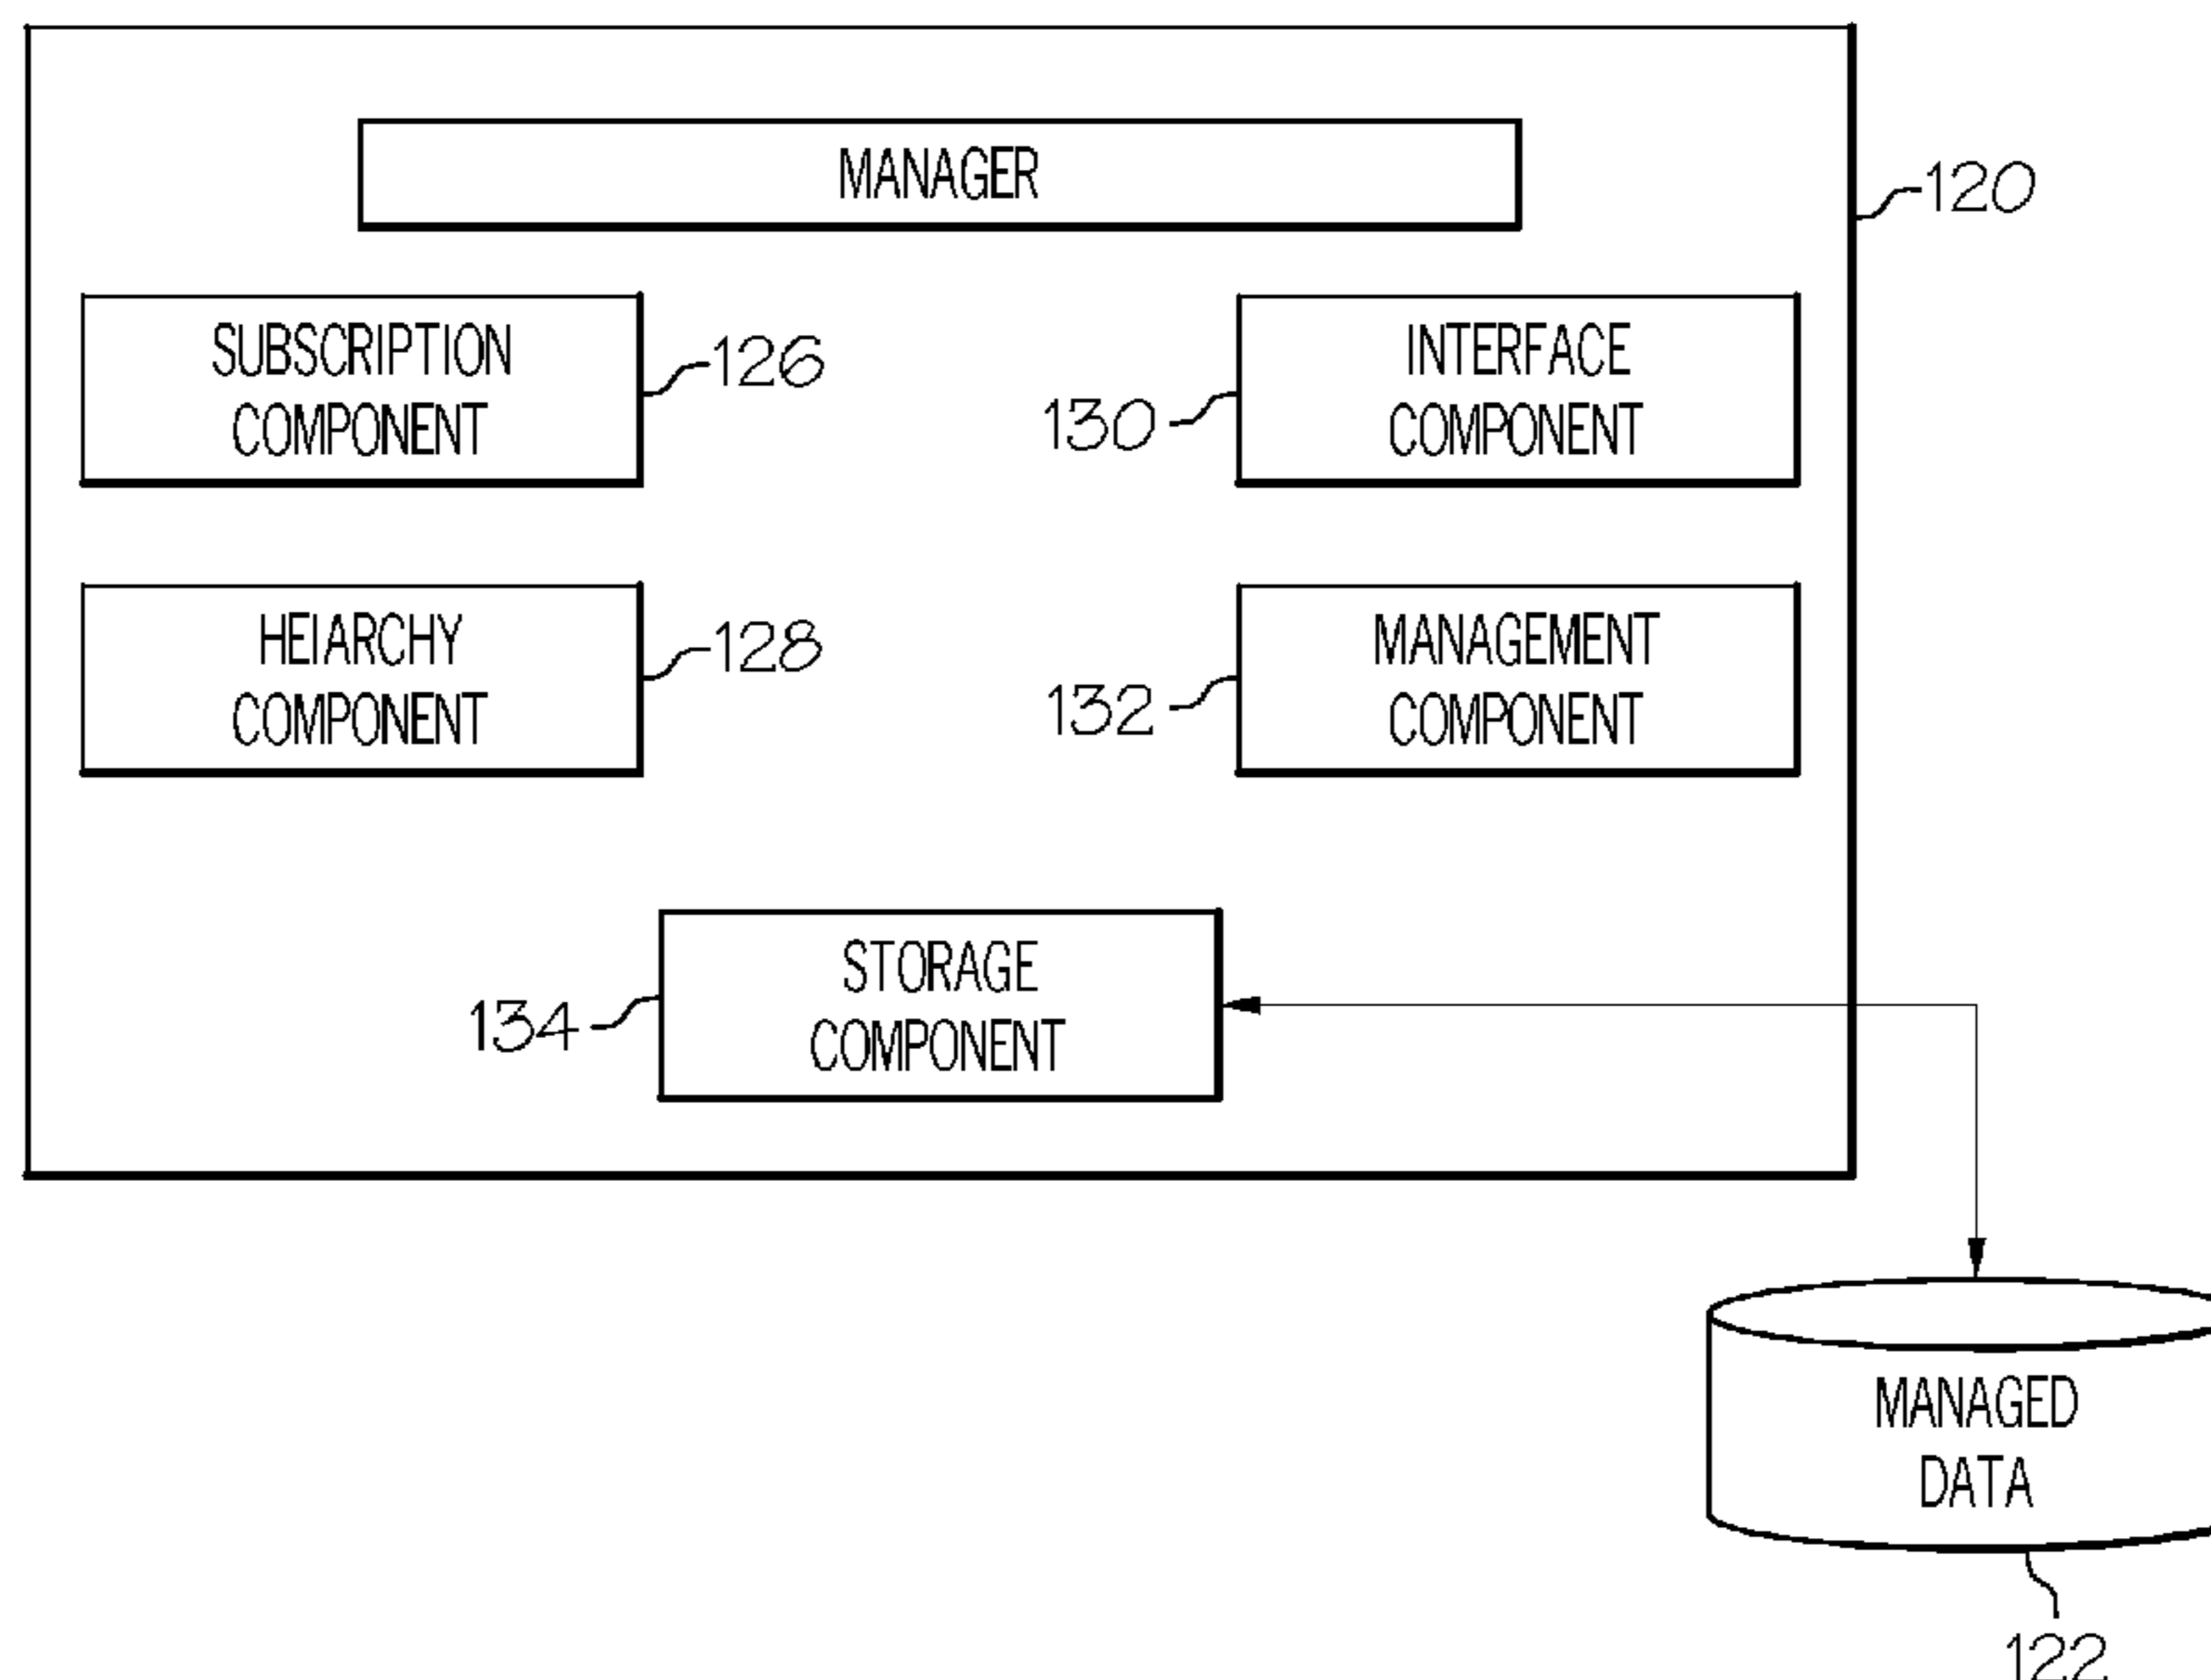 MANAGER
120
SUBSCRIPTION
COMPONENT
126
INTERFACE
COMPONENT
130
HEIARCHY
COMPONENT
128
MANAGEMENT
COMPONENT
132
STORAGE
COMPONENT
134
MANAGED
DATA
122